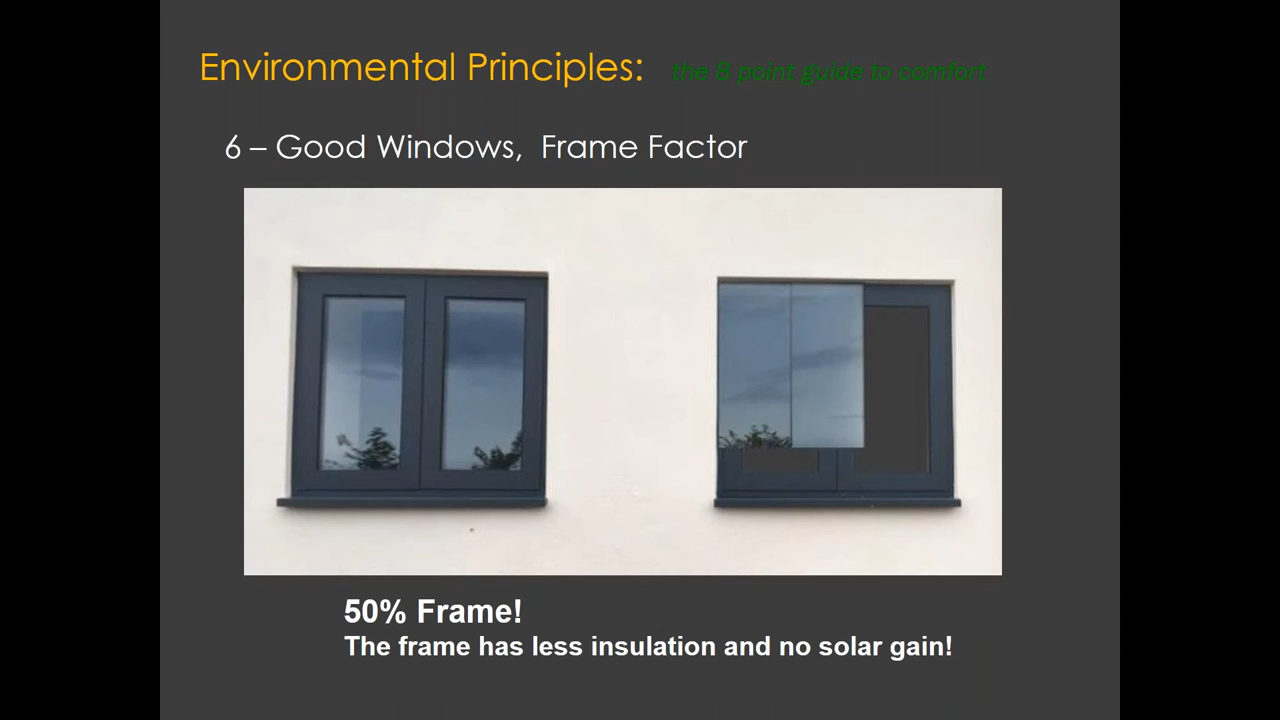 Environmental Principles: the 8 point guide to comfort
6 – Good Windows, Frame Factor
50% Frame!
The frame has less insulation and no solar gain!